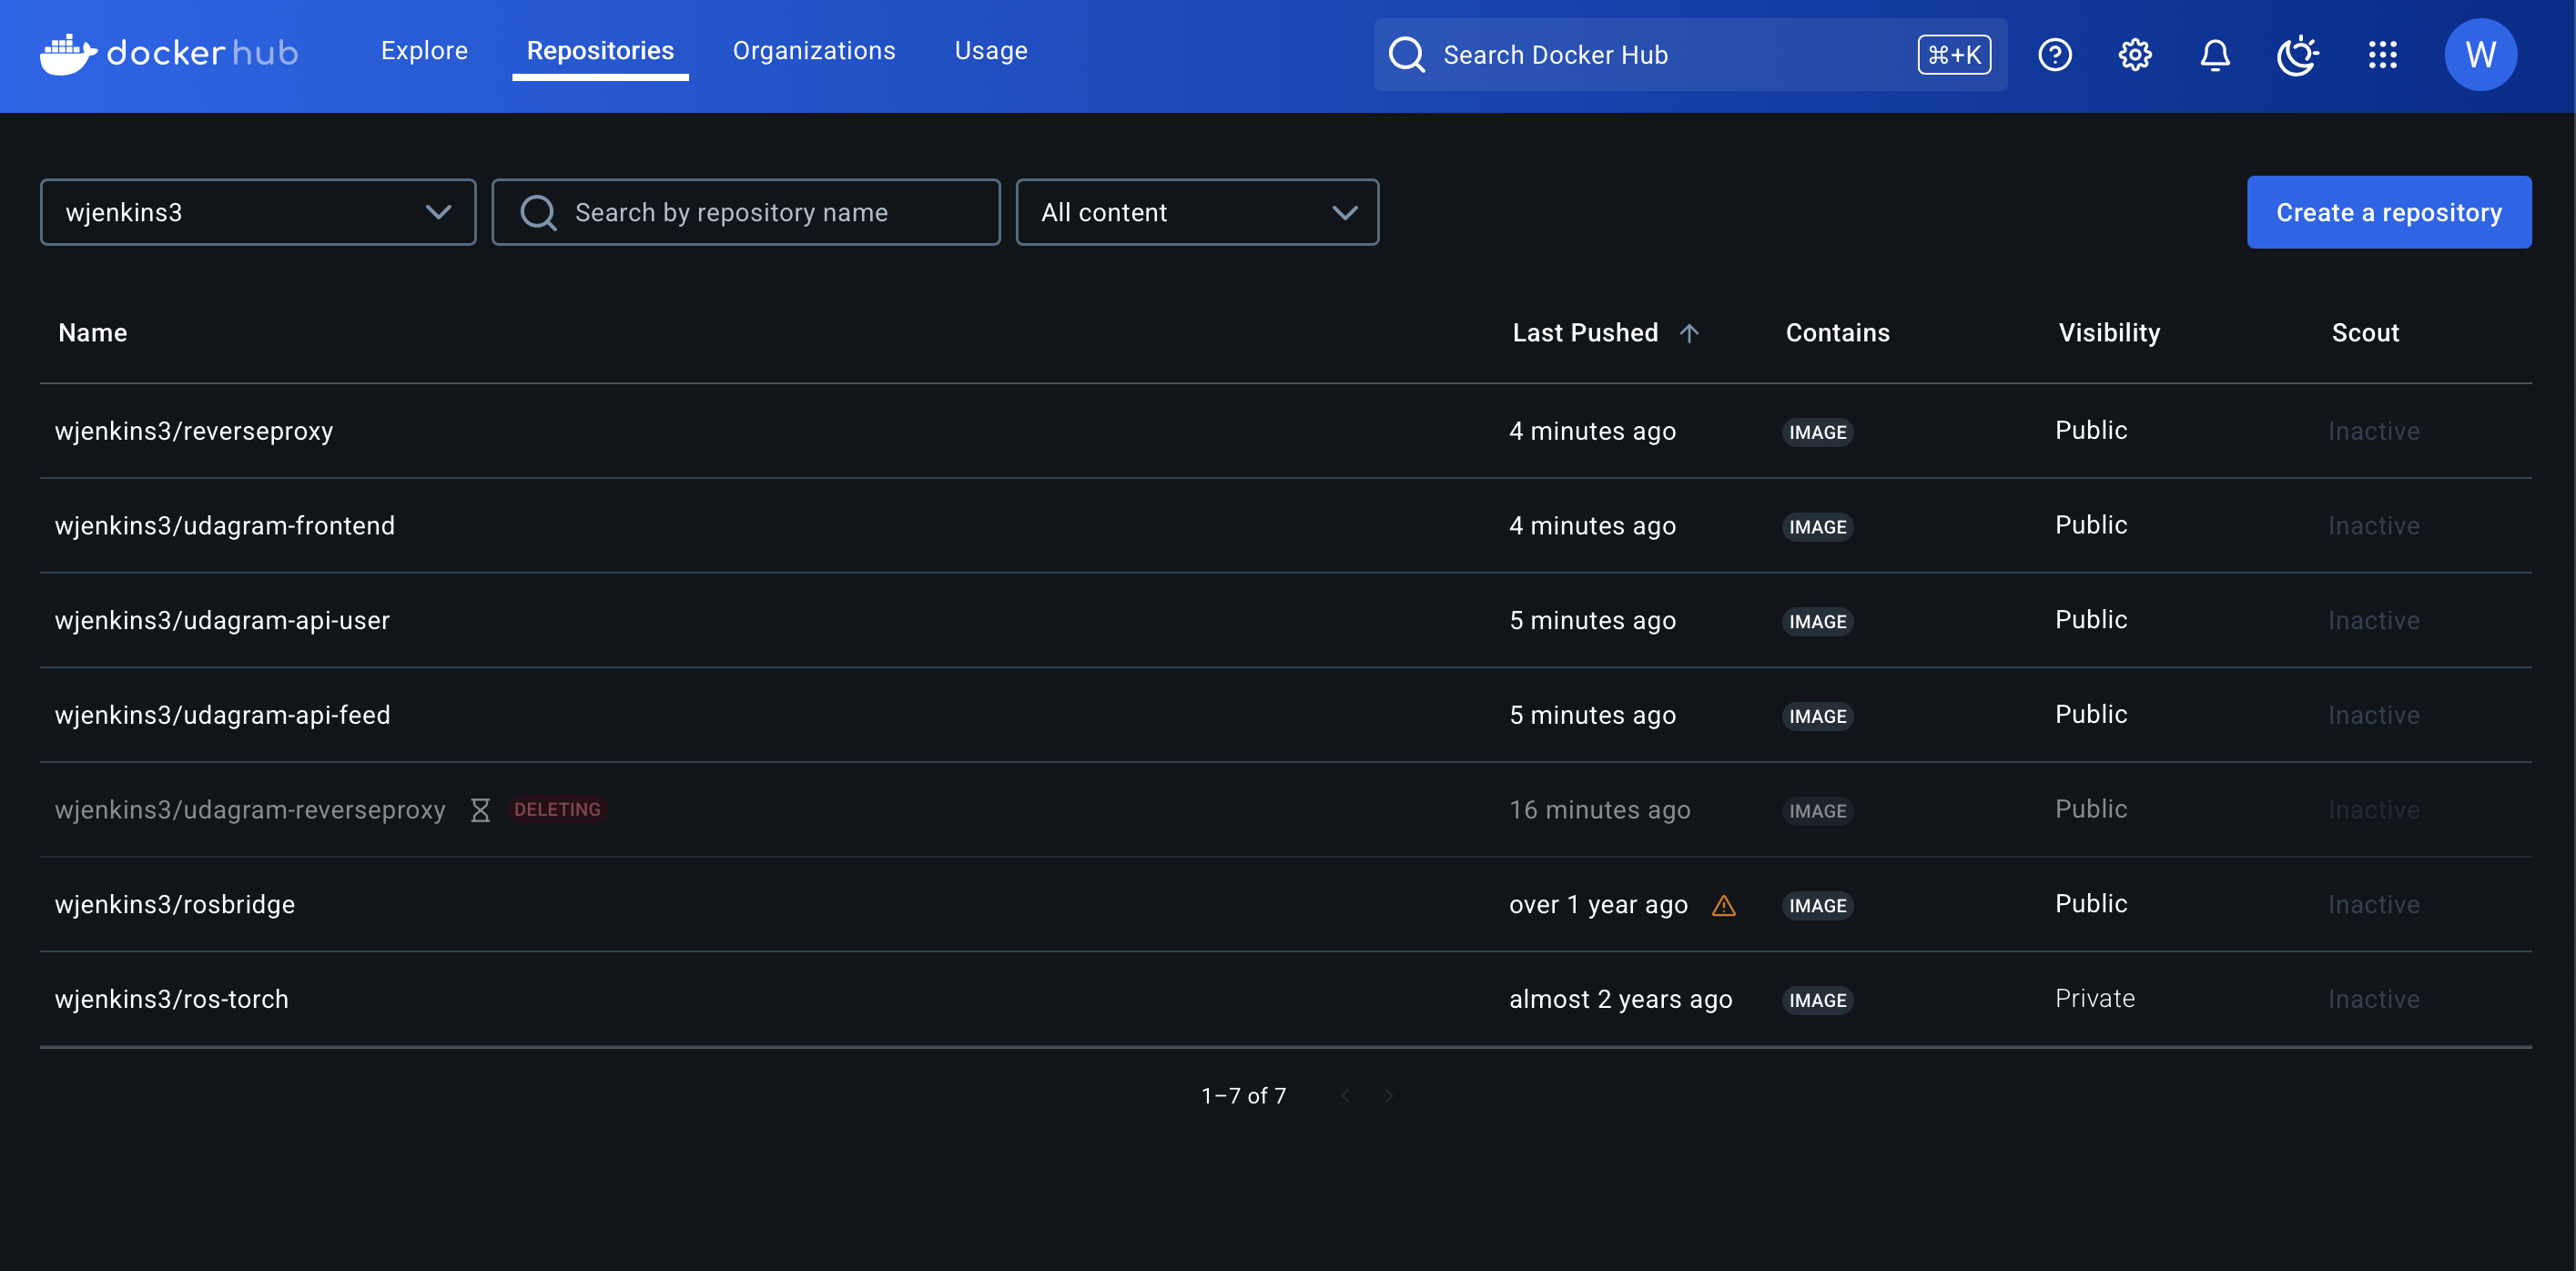 docker hub Explore Repositories Organizations Usage Search Docker Hub ⌘+K W
wjenkins3 Search by repository name All content Create a repository
Name Last Pushed Contains Visibility Scout
wjenkins3/reverseproxy 4 minutes ago IMAGE Public Inactive
wjenkins3/udagram-frontend 4 minutes ago IMAGE Public Inactive
wjenkins3/udagram-api-user 5 minutes ago IMAGE Public Inactive
wjenkins3/udagram-api-feed 5 minutes ago IMAGE Public Inactive
wjenkins3/udagram-reverseproxy DELETING 16 minutes ago IMAGE Public Inactive
wjenkins3/rosbridge over 1 year ago IMAGE Public Inactive
wjenkins3/ros-torch almost 2 years ago IMAGE Private Inactive
1–7 of 7